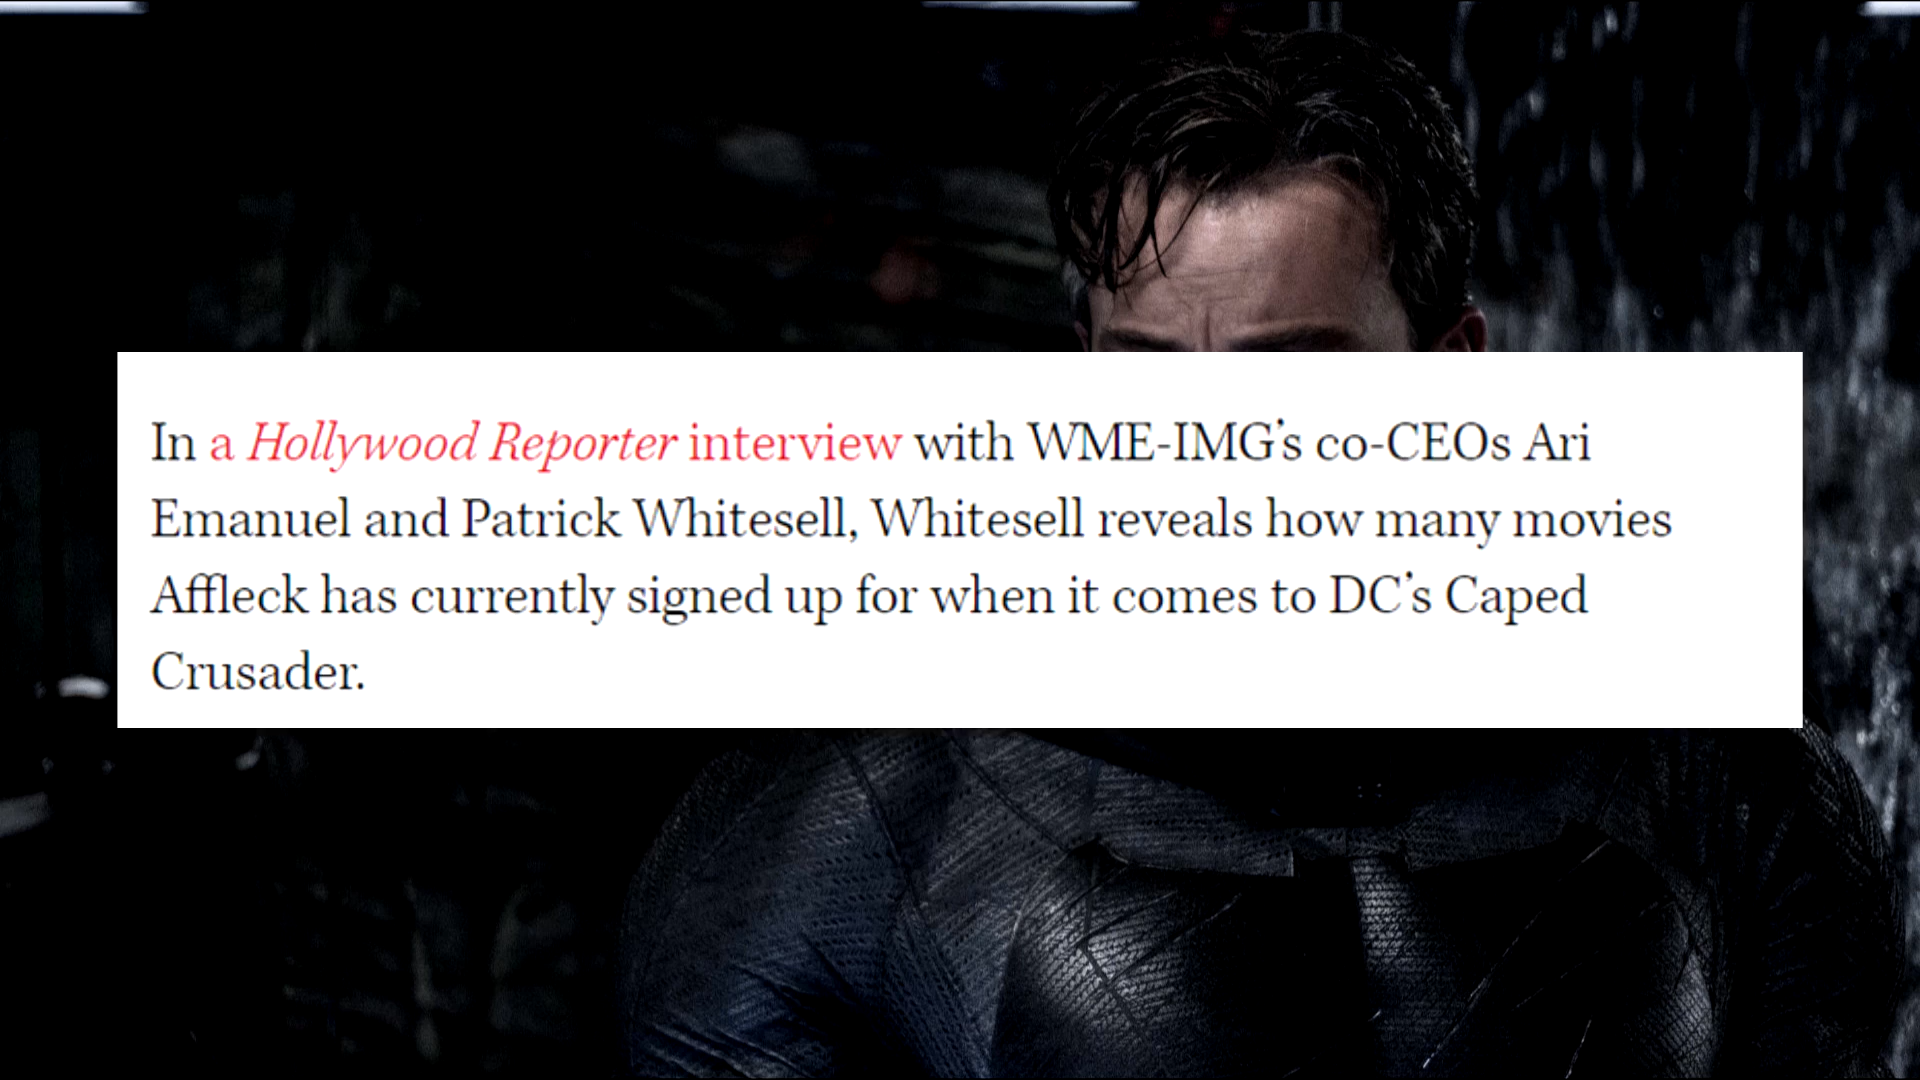 In a Hollywood Reporter interview with WME-IMG’s co-CEOs Ari
Emanuel and Patrick Whitesell, Whitesell reveals how many movies
Affleck has currently signed up for when it comes to DC’s Caped
Crusader.